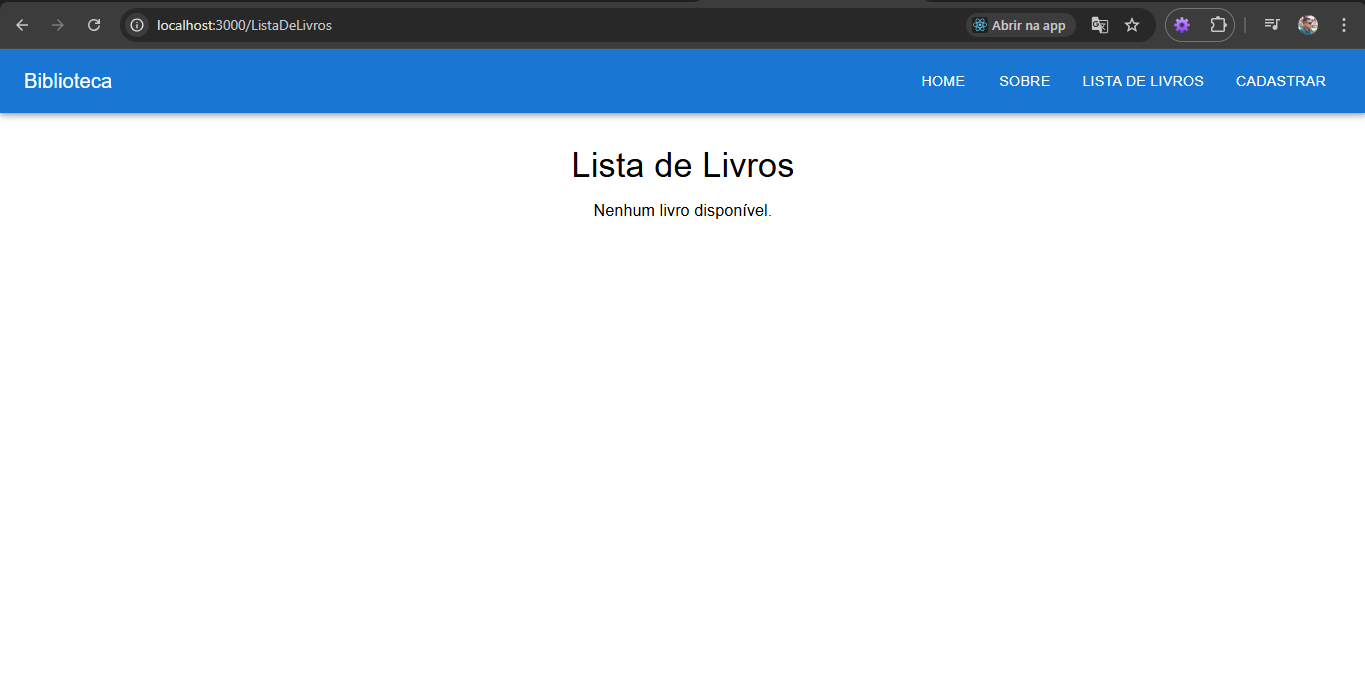 localhost:3000/ListaDeLivros
Abrir na app
Biblioteca
HOME
SOBRE
LISTA DE LIVROS
CADASTRAR
Lista de Livros
Nenhum livro disponível.